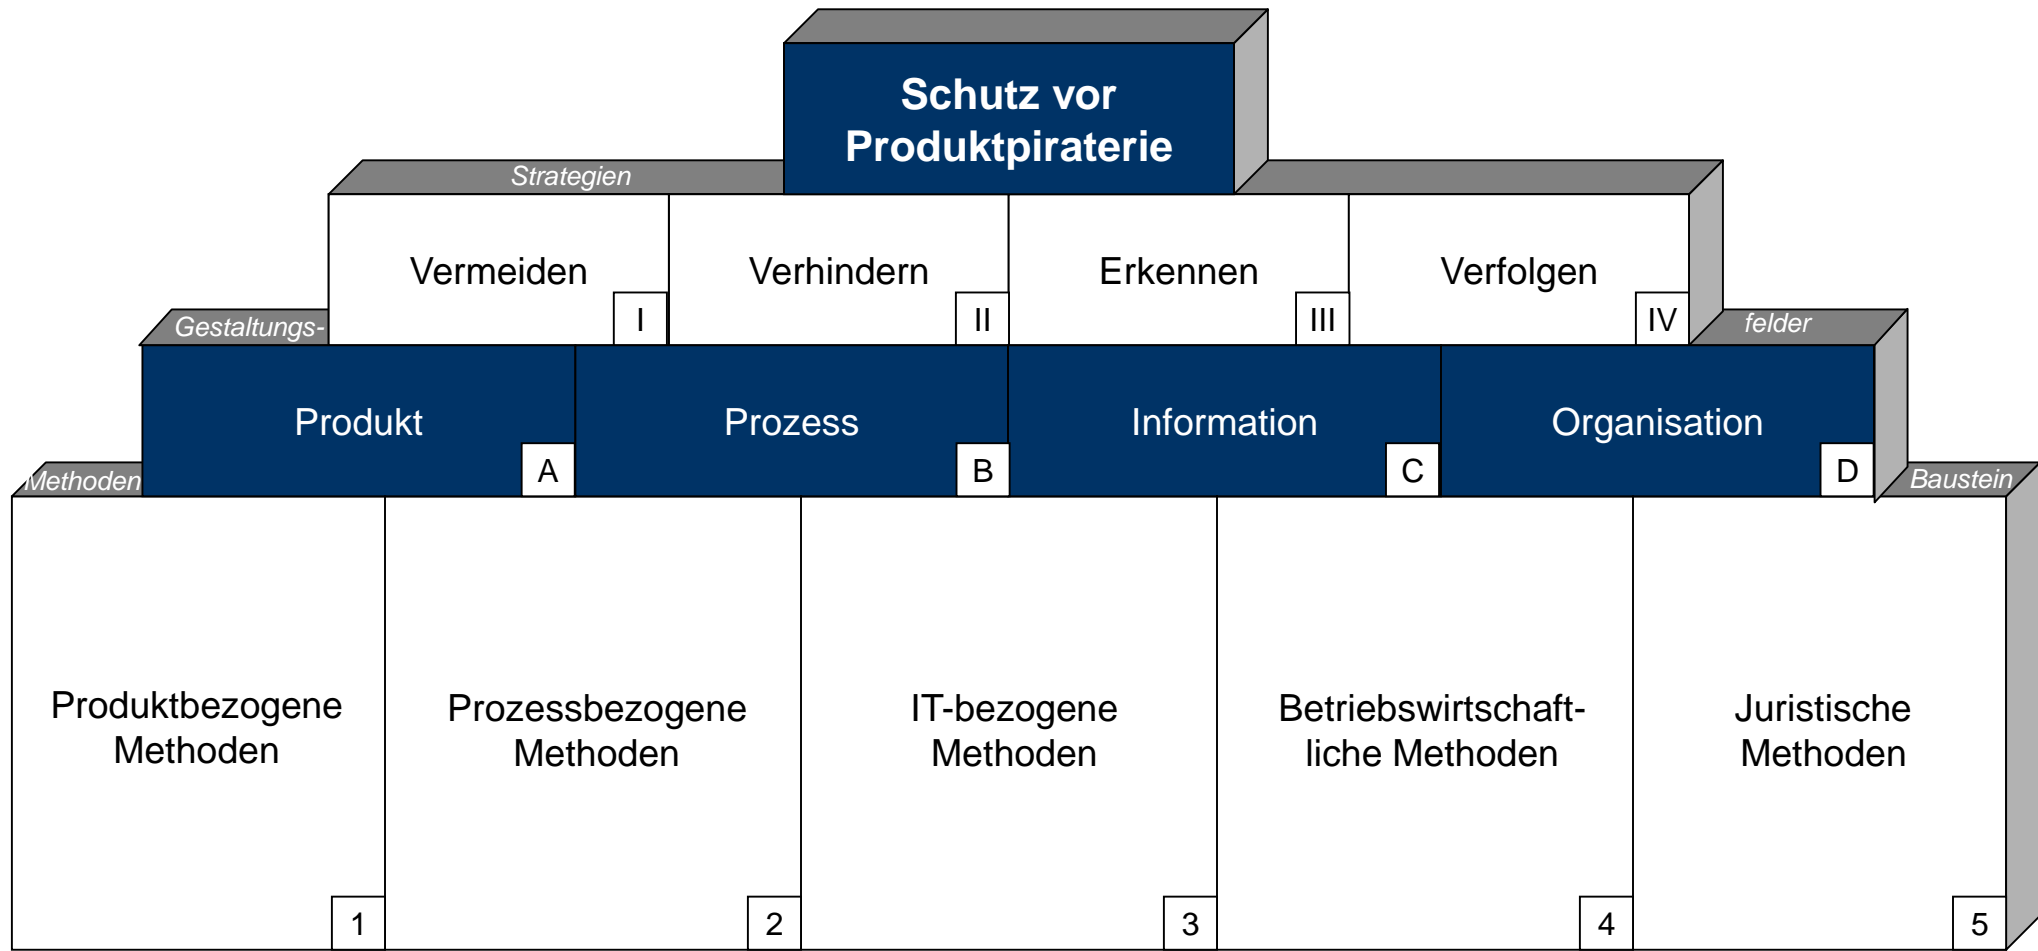 Schutz vor
Produktpiraterie
Strategien
Vermeiden
I
Verhindern
II
Erkennen
III
Verfolgen
IV
Gestaltungs-
felder
Produkt
A
Prozess
B
Information
C
Organisation
D
Methoden
Baustein
Produktbezogene
Methoden
1
Prozessbezogene
Methoden
2
IT-bezogene
Methoden
3
Betriebswirtschaft-
liche Methoden
4
Juristische
Methoden
5